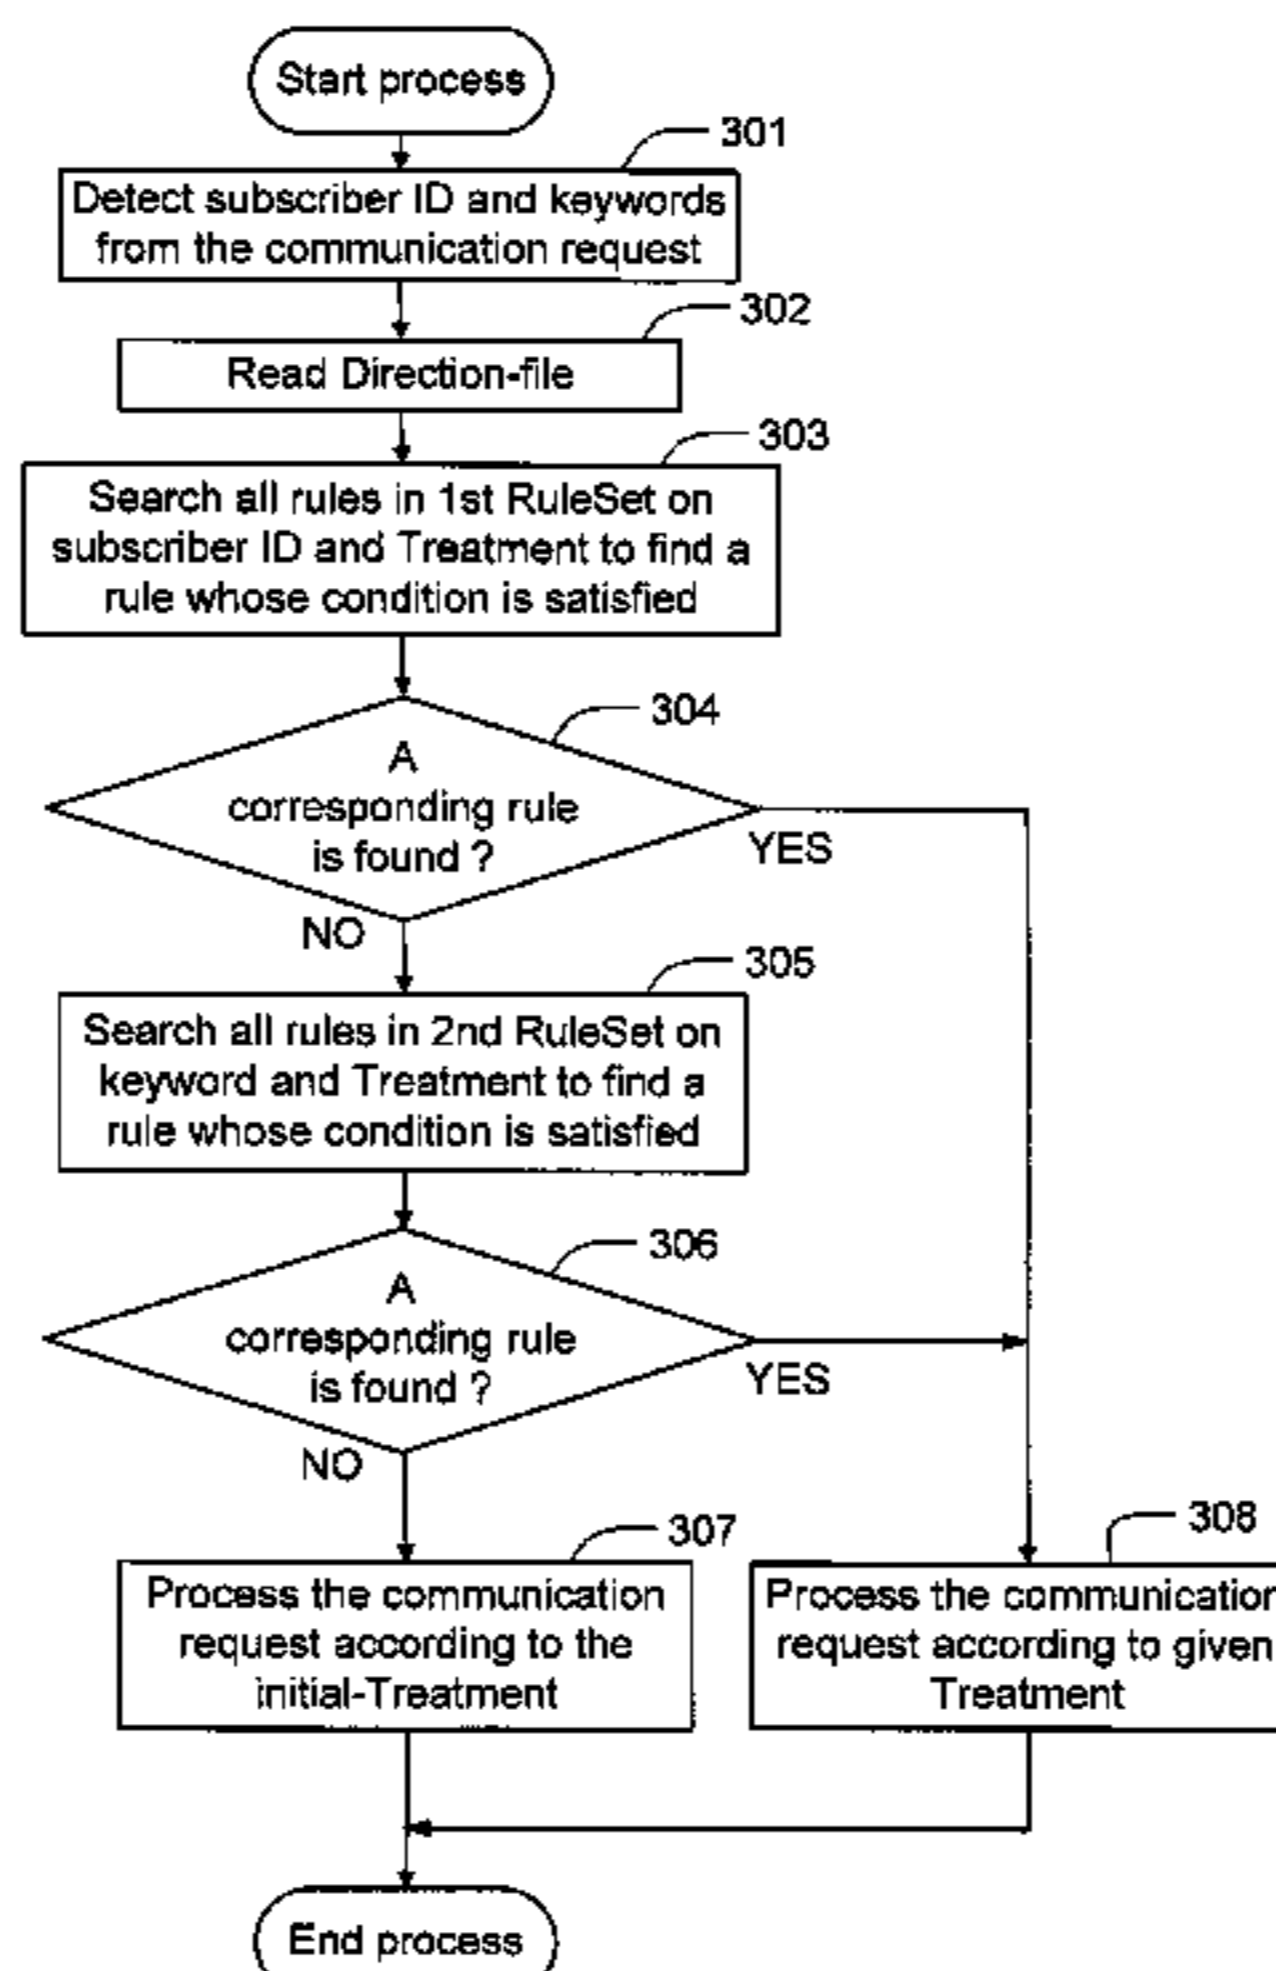 Start process
301
Detect subscriber ID and keywords
from the communication request
302
Read Direction-file
303
Search all rules in 1st RuleSet on
subscriber ID and Treatment to find a
rule whose condition is satisfied
304
A
corresponding rule
is found ?
YES
NO
305
Search all rules in 2nd RuleSet on
keyword and Treatment to find a
rule whose condition is satisfied
306
A
corresponding rule
is found ?
YES
NO
307
Process the communication
request according to the
initial-Treatment
308
Process the communication
request according to given
Treatment
End process